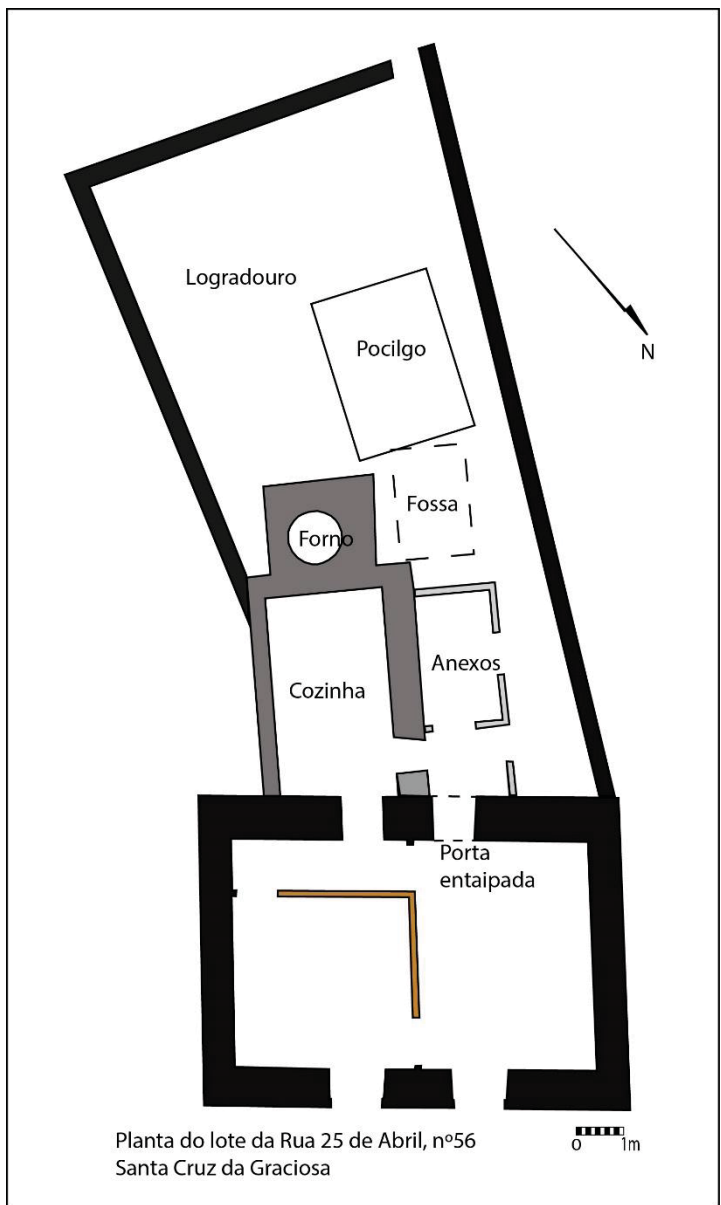 Logradouro
Pocilgo
N
Fossa
Forno
Anexos
Cozinha
Porta
entaipada
Planta do lote da Rua 25 de Abril, nº56
Santa Cruz da Graciosa
0 1m